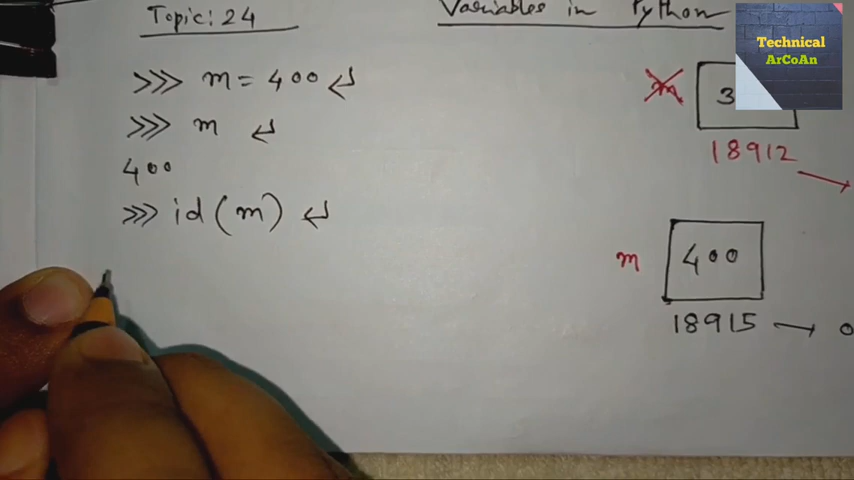 Topic: 24
Variables in Python
>>> m = 400 ↵
>>> m ↵
400
>>> id (m) ↵
m
3
18912
m
400
18915 →
Technical
ArCoAn